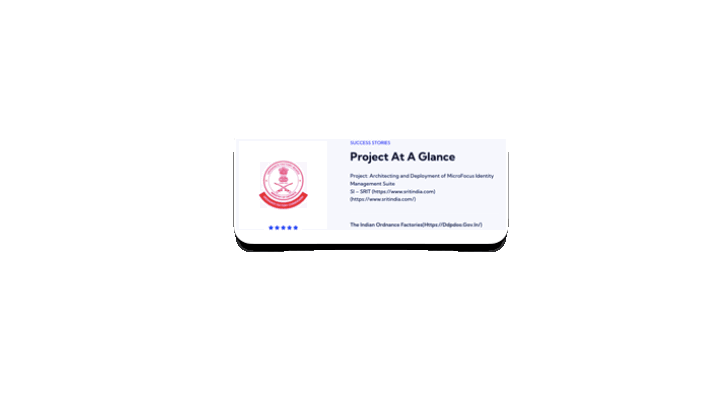 SUCCESS STORIES
Project At A Glance
Project: Architecting and Deployment of MicroFocus Identity
Management Suite
SI – SRIT (https://www.sritindia.com)
(https://www.sritindia.com/)
The Indian Ordnance Factories(Https://Ddpdoo.Gov.In/)